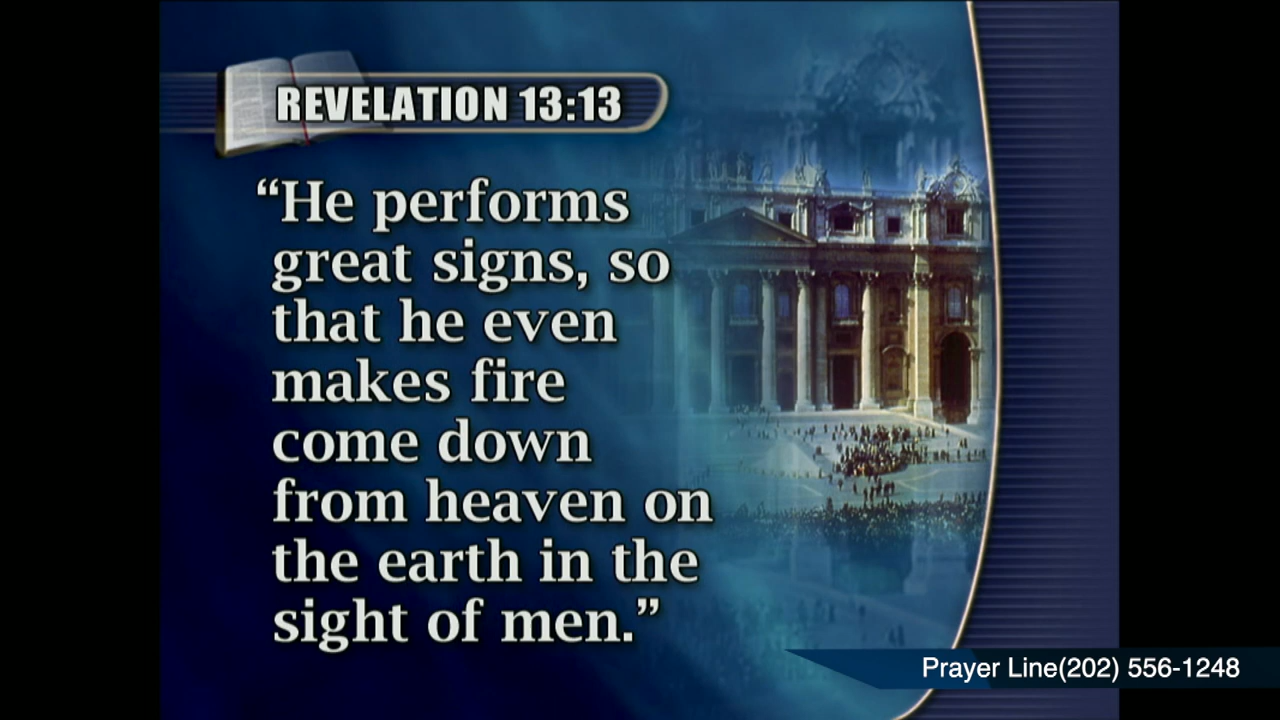 REVELATION 13:13
“He performs
great signs, so
that he even
makes fire
come down
from heaven on
the earth in the
sight of men.”
Prayer Line(202) 556-1248